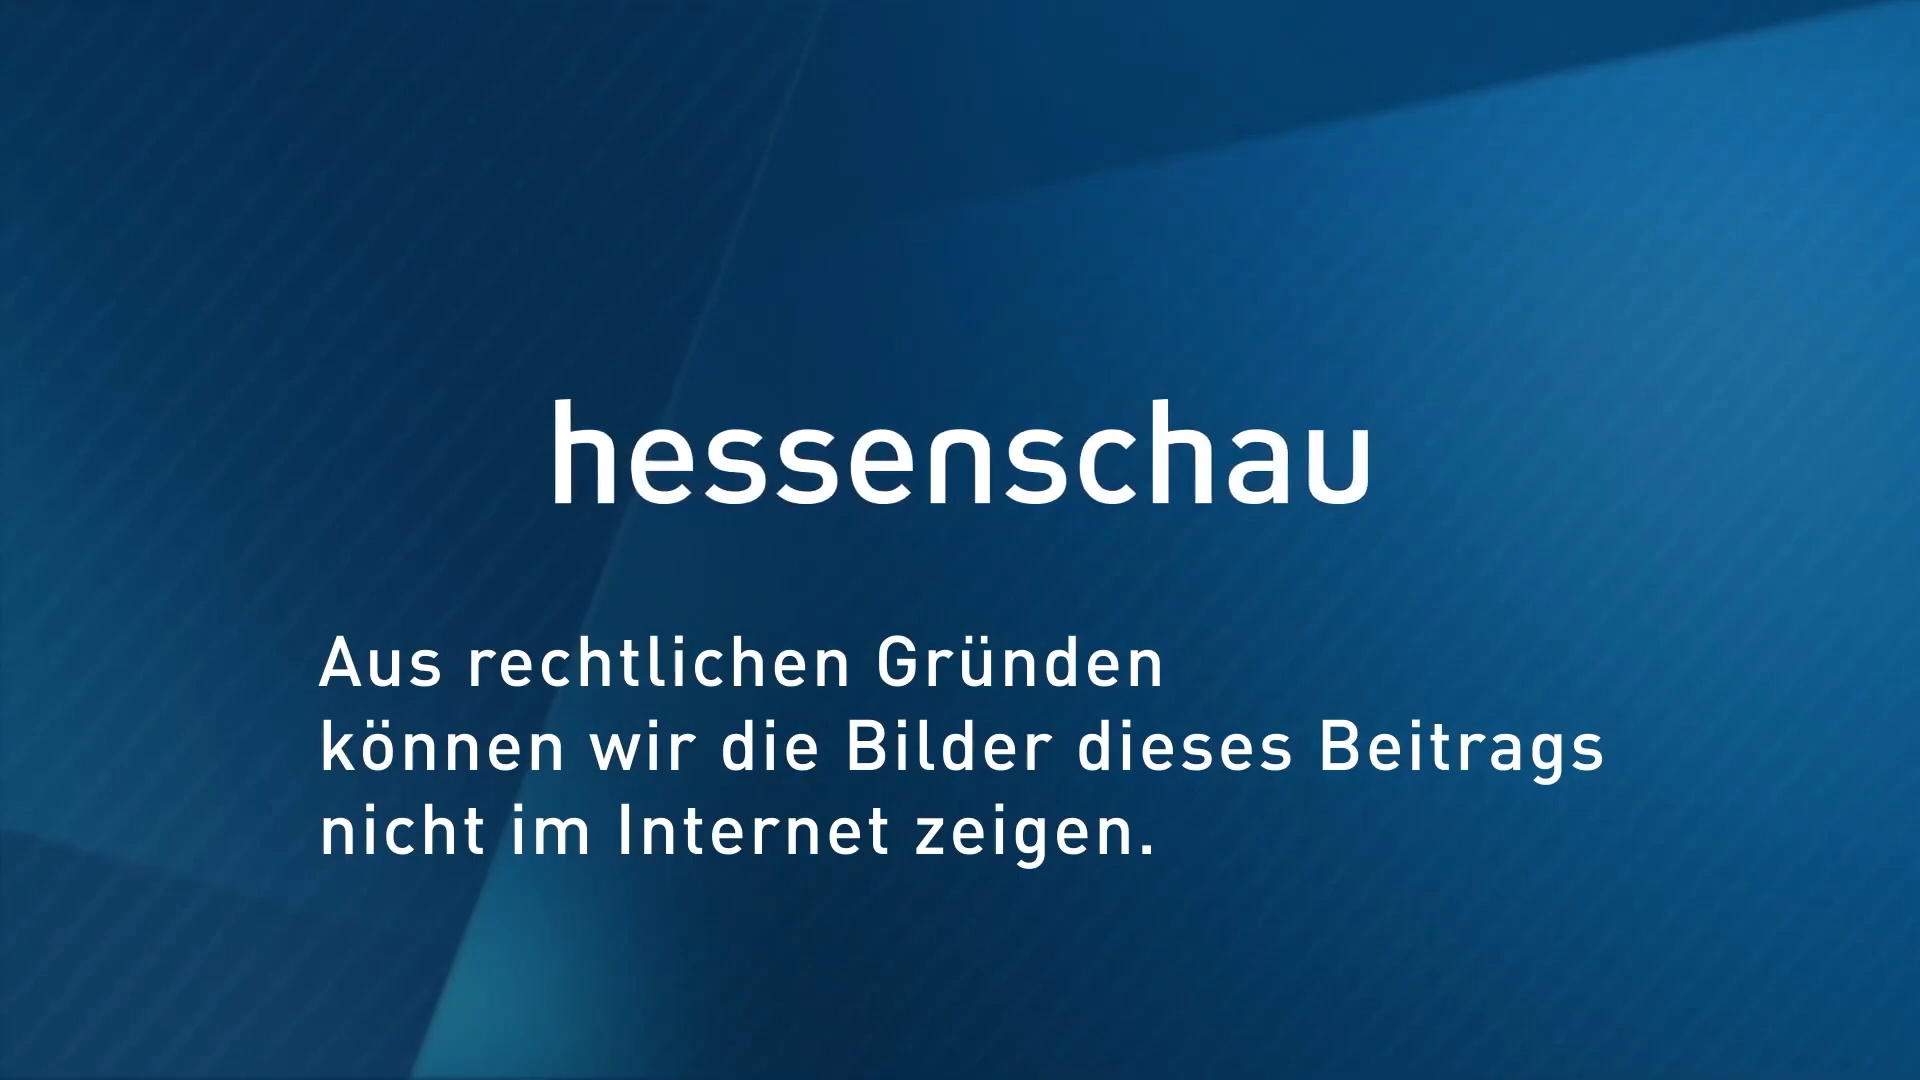 hessenschau
Aus rechtlichen Gründen
können wir die Bilder dieses Beitrags
nicht im Internet zeigen.